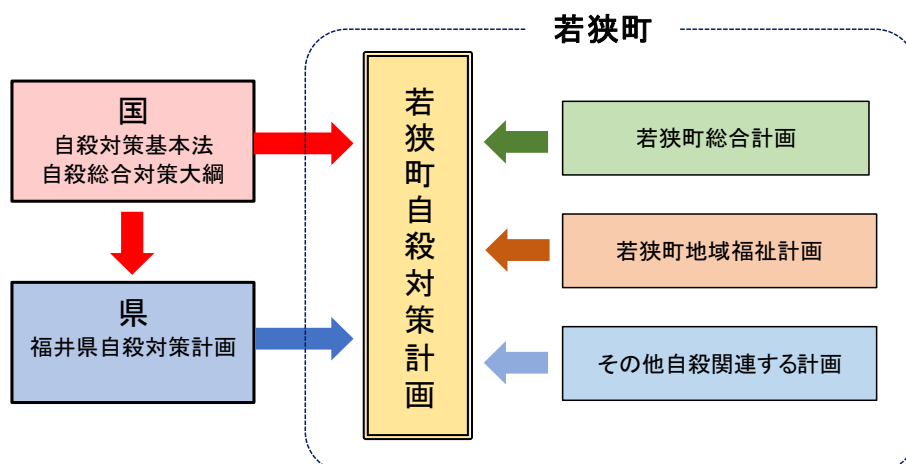 若狭町
国
自殺対策基本法
自殺総合対策大綱
県
福井県自殺対策計画
若狭町自殺対策計画
若狭町総合計画
若狭町地域福祉計画
その他自殺関連する計画